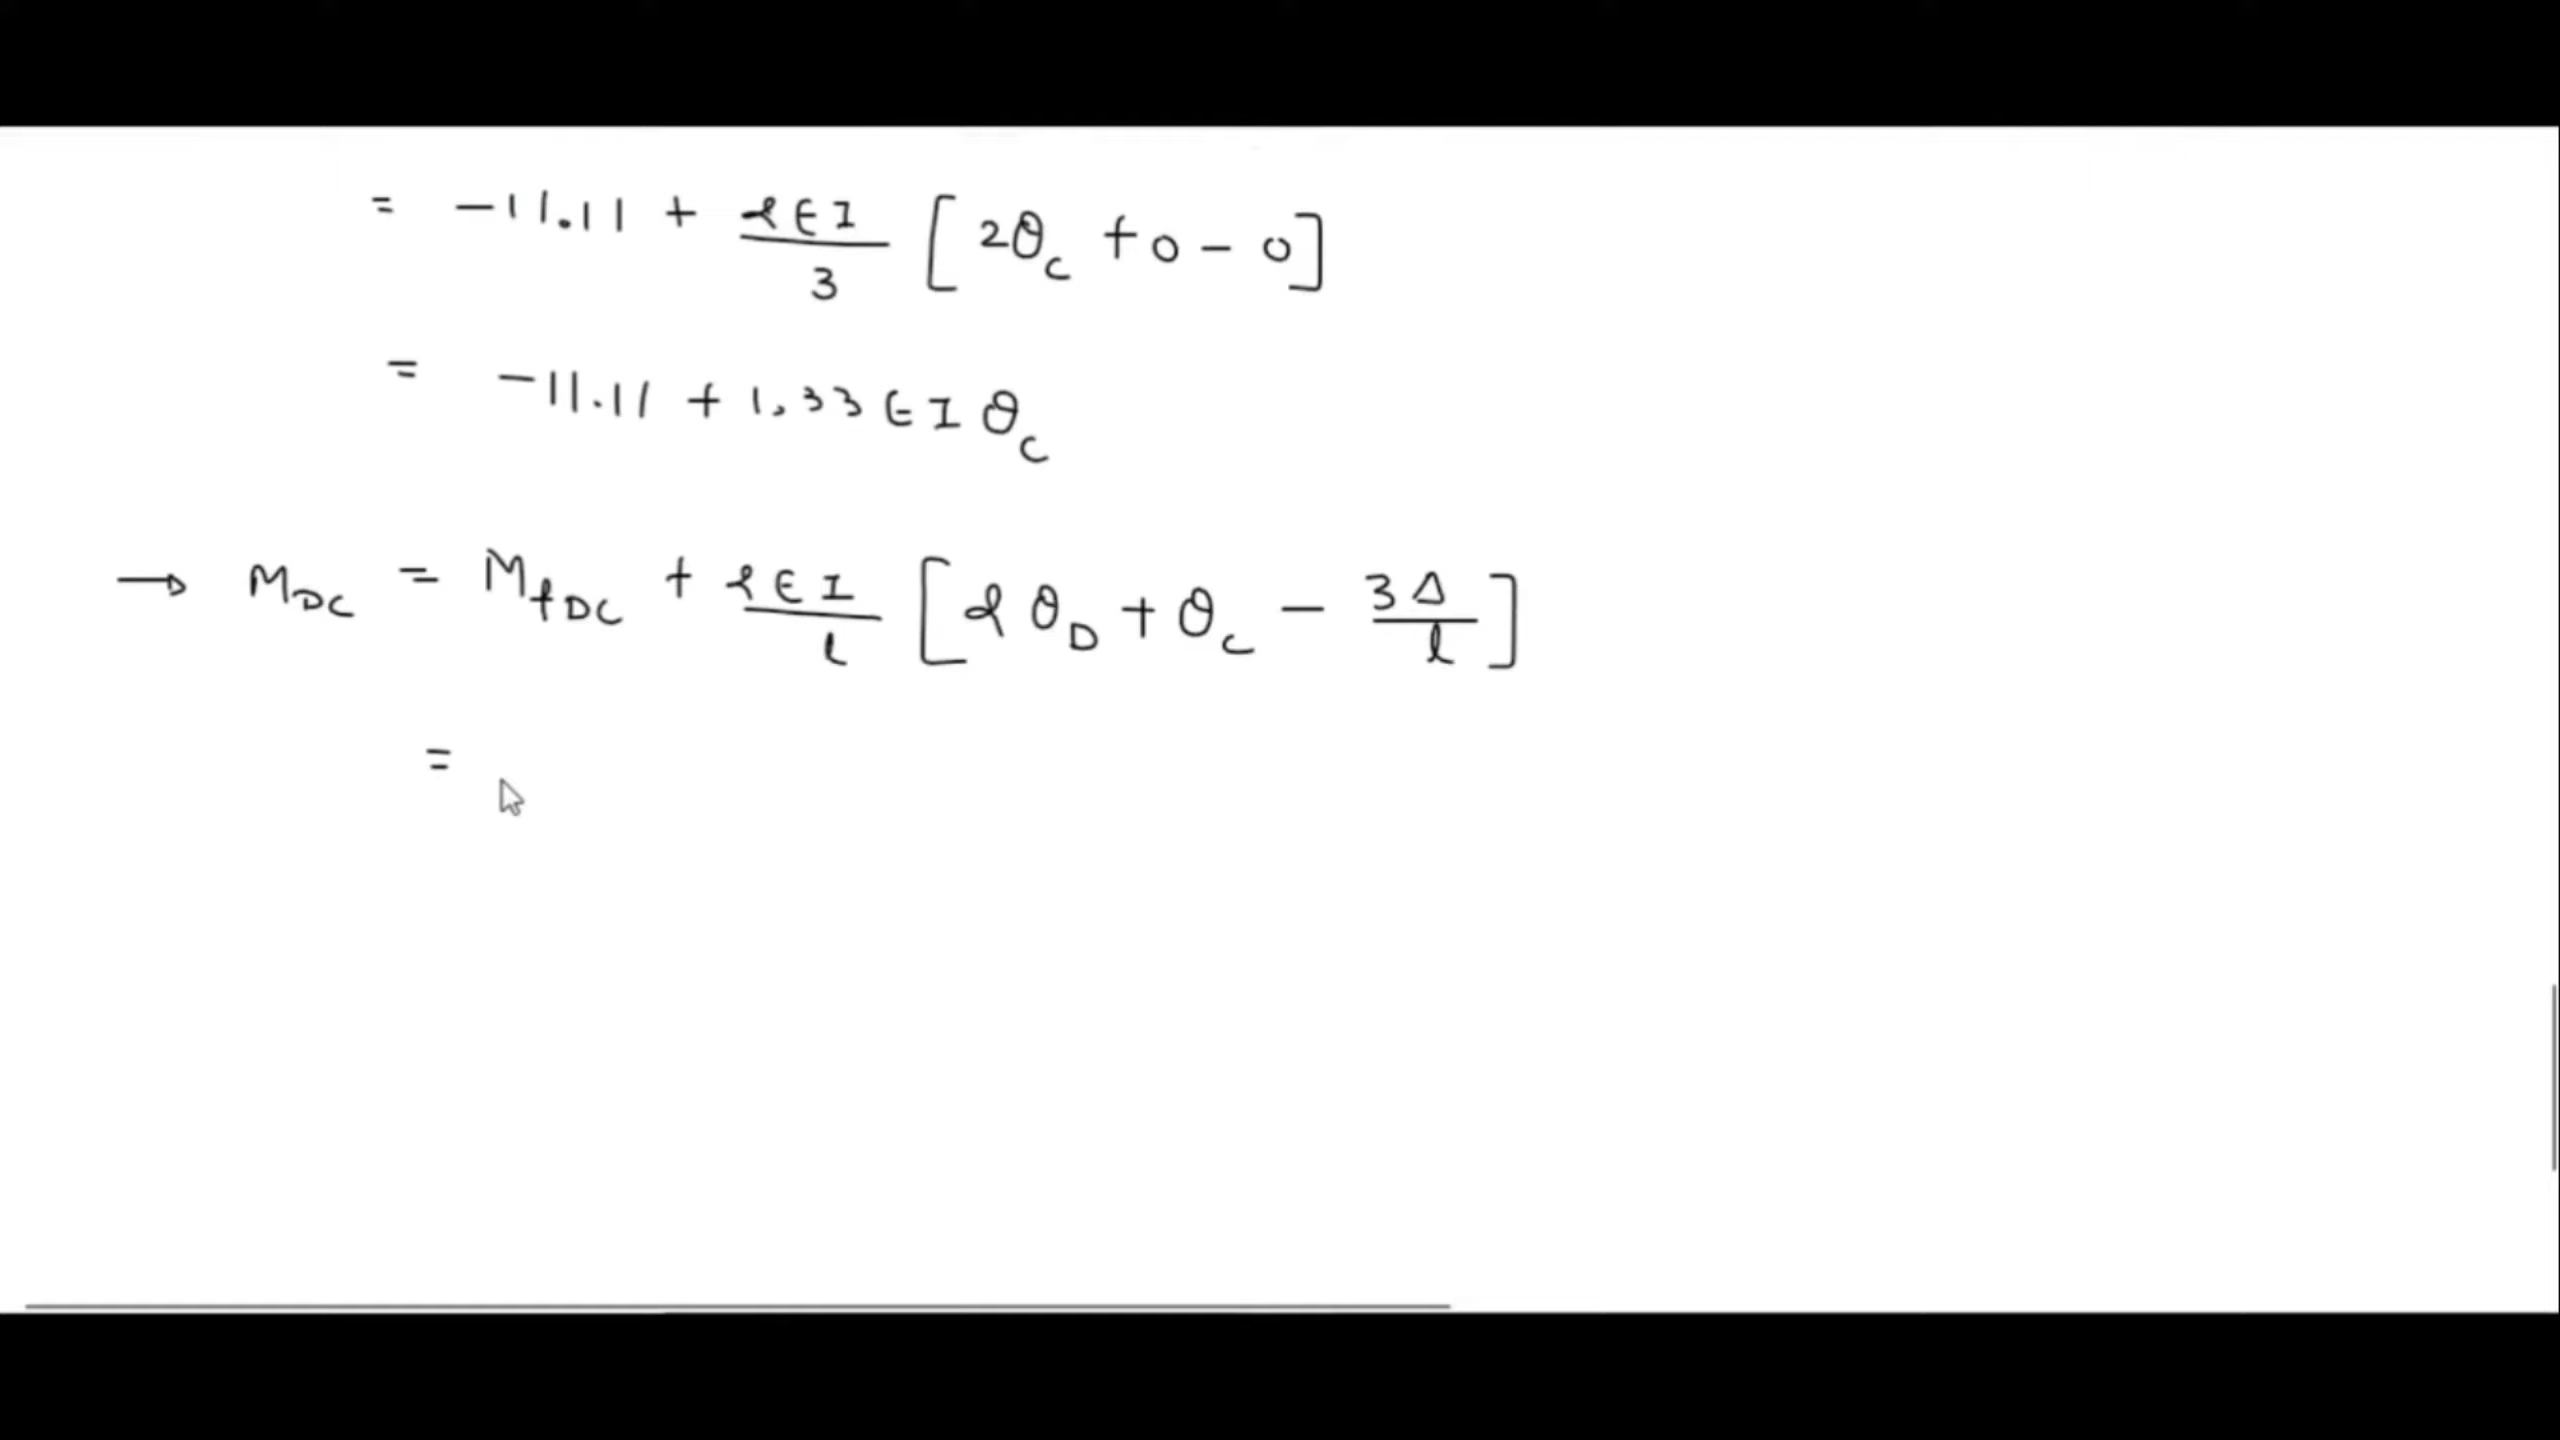 = -11.11 + 2EI/3 [2θC + 0 - 0]
= -11.11 + 1.33 EI θC
→ MDC = MfDC + 2EI/l [2θD + θC - 3Δ/l]
=